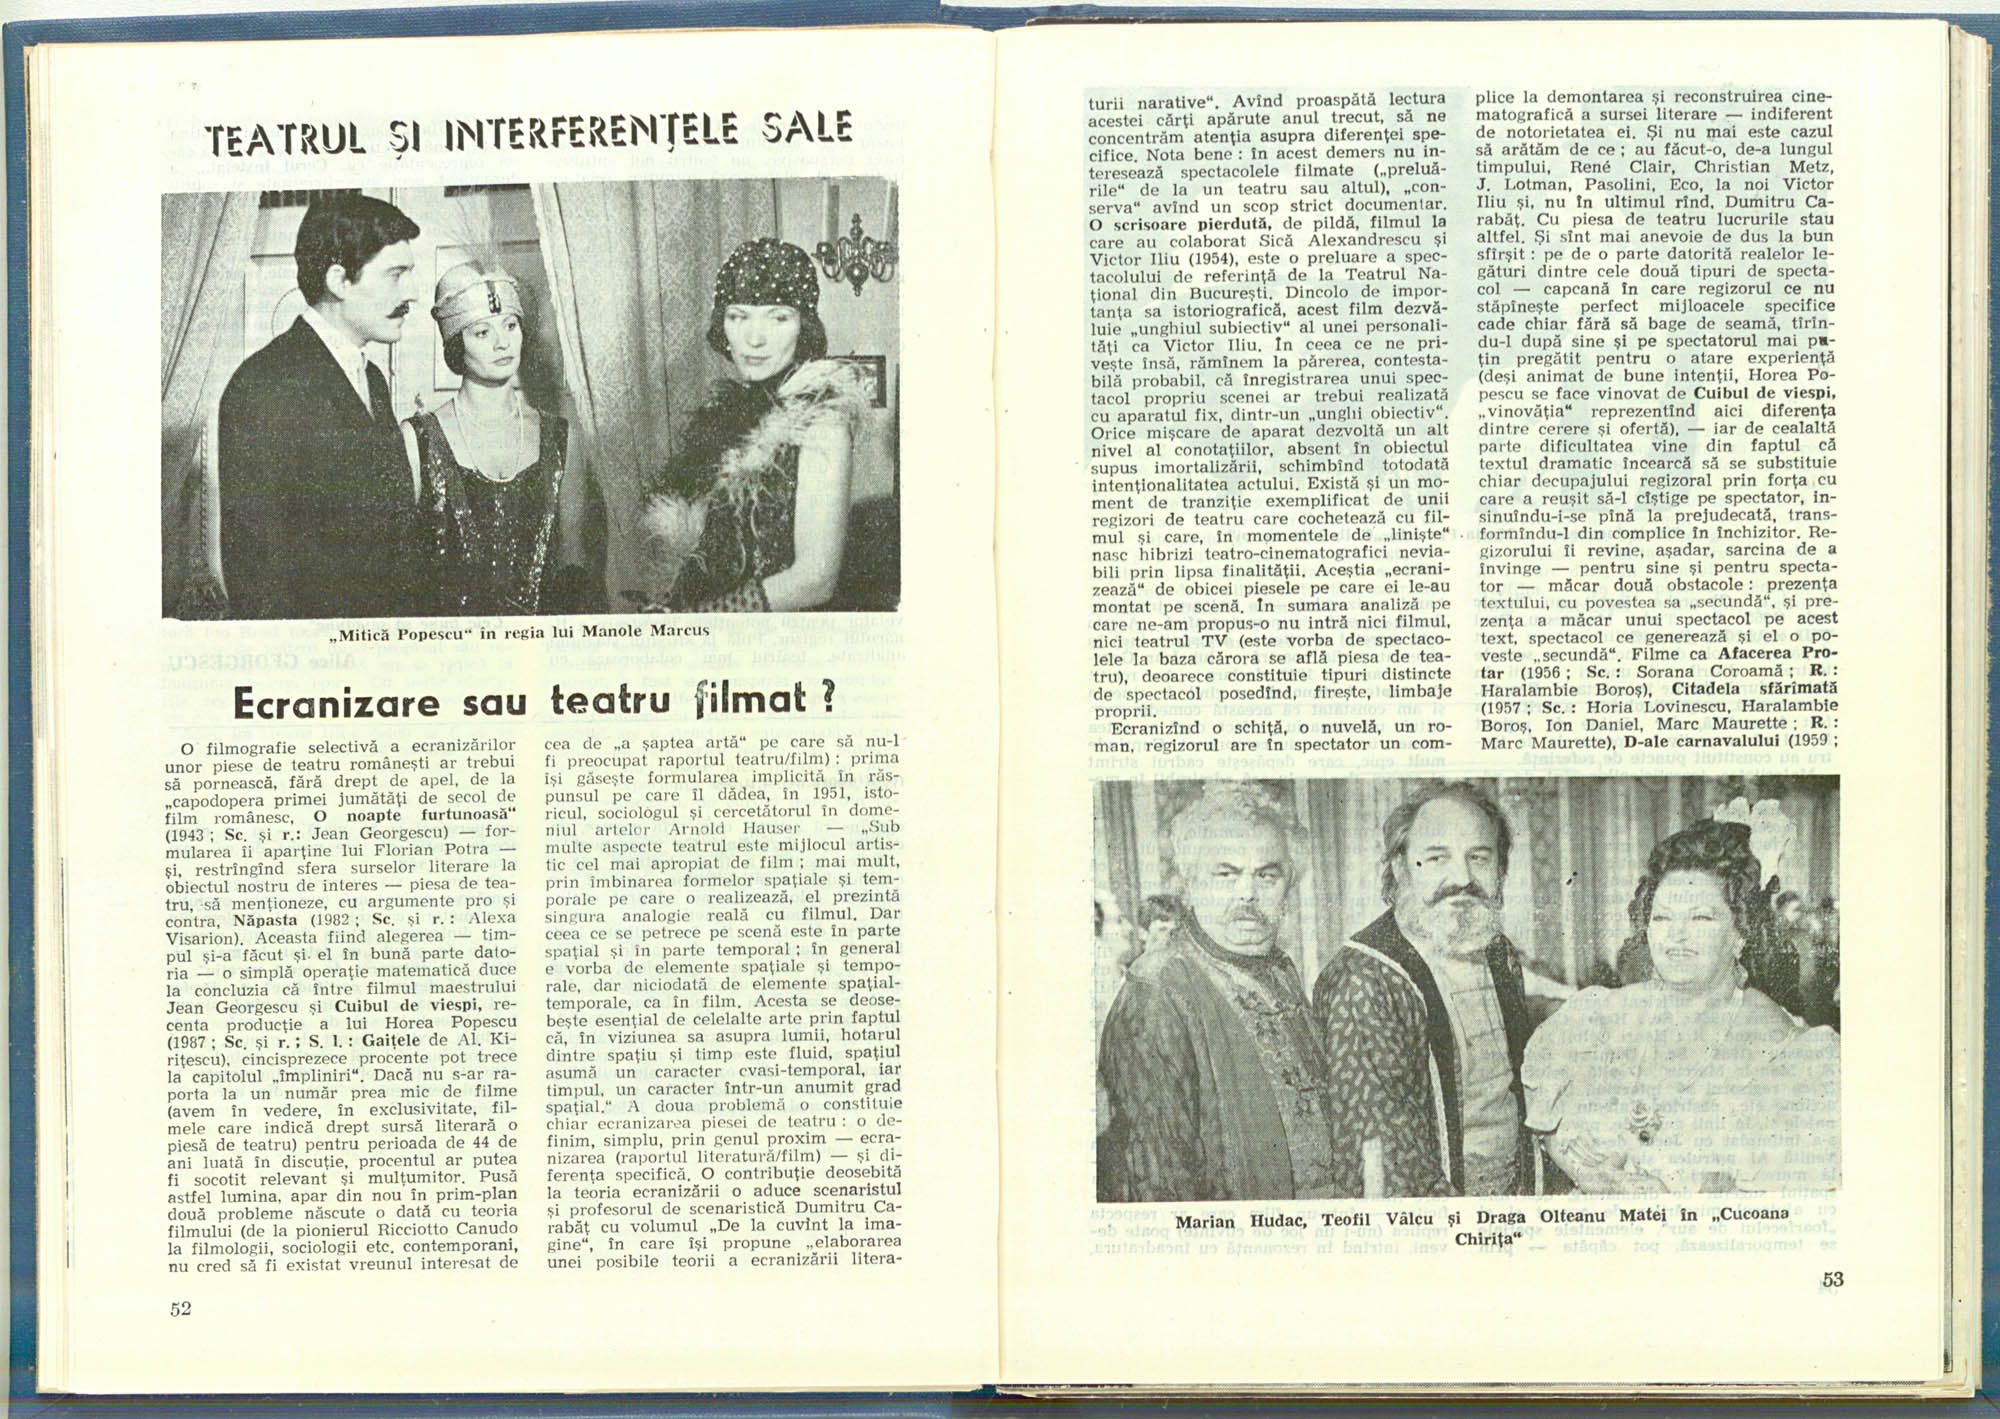 TEATRUL ȘI INTERFERENȚELE SALE
„Mitică Popescu“ în regia lui Manole Marcus
Ecranizare sau teatru filmat ?
O filmografie selectivă a ecranizărilor
unor piese de teatru românești ar trebui
să pornească, fără drept de apel, de la
„capodopera primei jumătăți de secol de
film românesc, O noapte furtunoasă“
(1943 ; Sc. și r.: Jean Georgescu) — for-
mularea îi aparține lui Florian Potra —
și, restrîngînd sfera surselor literare la
obiectul nostru de interes — piesa de tea-
tru, să menționeze, cu argumente pro și
contra, Năpasta (1982 ; Sc. și r. : Alexa
Visarion). Aceasta fiind alegerea — tim-
pul și-a făcut și el în bună parte dato-
ria — o simplă operație matematică duce
la concluzia că între filmul maestrului
Jean Georgescu și Cuibul de viespi, re-
centa producție a lui Horea Popescu
(1987 ; Sc. și r. ; S. l. : Gaițele de Al. Ki-
rițescu), cincisprezece procente pot trece
la capitolul „împliniri“. Dacă nu s-ar ra-
porta la un număr prea mic de filme
(avem în vedere, în exclusivitate, fil-
mele care indică drept sursă literară o
piesă de teatru) pentru perioada de 44 de
ani luată în discuție, procentul ar putea
fi socotit relevant și mulțumitor. Pusă
astfel lumina, apar din nou în prim-plan
două probleme născute o dată cu teoria
filmului (de la pionierul Ricciotto Canudo
la filmologii, sociologii etc. contemporani,
nu cred să fi existat vreunul interesat de
cea de „a șaptea artă“ pe care să nu-l
fi preocupat raportul teatru/film) : prima
își găsește formularea implicită în răs-
punsul pe care îl dădea, în 1951, isto-
ricul, sociologul și cercetătorul în dome-
niul artelor Arnold Hauser — „Sub
multe aspecte teatrul este mijlocul artis-
tic cel mai apropiat de film ; mai mult,
prin îmbinarea formelor spațiale și tem-
porale pe care o realizează, el prezintă
singura analogie reală cu filmul. Dar
ceea ce se petrece pe scenă este în parte
spațial și în parte temporal ; în general
e vorba de elemente spațiale și tempo-
rale, dar niciodată de elemente spațial-
temporale, ca în film. Acesta se deose-
bește esențial de celelalte arte prin faptul
că, în viziunea sa asupra lumii, hotarul
dintre spațiu și timp este fluid, spațiul
asumă un caracter cvasi-temporal, iar
timpul, un caracter într-un anumit grad
spațial.“ A doua problemă o constituie
chiar ecranizarea piesei de teatru : o de-
finim, simplu, prin genul proxim — ecra-
nizarea (raportul literatură/film) — și di-
ferența specifică. O contribuție deosebită
la teoria ecranizării o aduce scenaristul
și profesorul de scenaristică Dumitru Ca-
rabăț cu volumul „De la cuvînt la ima-
gine“, în care își propune „elaborarea
unei posibile teorii a ecranizării litera-
52
turii narative“. Avînd proaspătă lectura
acestei cărți apărute anul trecut, să ne
concentrăm atenția asupra diferenței spe-
cifice. Nota bene : în acest demers nu in-
teresează spectacolele filmate („preluă-
rile“ de la un teatru sau altul), „con-
serva“ avînd un scop strict documentar.
O scrisoare pierdută, de pildă, filmul la
care au colaborat Sică Alexandrescu și
Victor Iliu (1954), este o preluare a spec-
tacolului de referință de la Teatrul Na-
țional din București. Dincolo de impor-
tanța sa istoriografică, acest film dezvă-
luie „unghiul subiectiv“ al unei personali-
tăți ca Victor Iliu. În ceea ce ne pri-
vește însă, rămînem la părerea, contesta-
bilă probabil, că înregistrarea unui spec-
tacol propriu scenei ar trebui realizată
cu aparatul fix, dintr-un „unghi obiectiv“.
Orice mișcare de aparat dezvoltă un alt
nivel al conotațiilor, absent în obiectul
supus imortalizării, schimbînd totodată
intenționalitatea actului. Există și un mo-
ment de tranziție exemplificat de unii
regizori de teatru care cochetează cu fil-
mul și care, în momentele de „liniște“
nasc hibrizi teatro-cinematografici nevia-
bili prin lipsa finalității. Aceștia „ecrani-
zează“ de obicei piesele pe care ei le-au
montat pe scenă. În sumara analiză pe
care ne-am propus-o nu intră nici filmul,
nici teatrul TV (este vorba de spectaco-
lele la baza cărora se află piesa de tea-
tru), deoarece constituie tipuri distincte
de spectacol posedînd, firește, limbaje
proprii.
Ecranizînd o schiță, o nuvelă, un ro-
man, regizorul are în spectator un com-
plice la demontarea și reconstruirea cine-
matografică a sursei literare — indiferent
de notorietatea ei. Și nu mai este cazul
să arătăm de ce ; au făcut-o, de-a lungul
timpului, René Clair, Christian Metz,
J. Lotman, Pasolini, Eco, la noi Victor
Iliu și, nu în ultimul rînd, Dumitru Ca-
rabăț. Cu piesa de teatru lucrurile stau
altfel. Și sînt mai anevoie de dus la bun
sfîrșit : pe de o parte datorită realelor le-
gături dintre cele două tipuri de specta-
col — capcană în care regizorul ce nu
stăpînește perfect mijloacele specifice
cade chiar fără să bage de seamă, tîrîn-
du-l după sine și pe spectatorul mai pu-
țin pregătit pentru o atare experiență
(deși animat de bune intenții, Horea Po-
pescu se face vinovat de Cuibul de viespi,
„vinovăția“ reprezentînd aici diferența
dintre cerere și ofertă), — iar de cealaltă
parte dificultatea vine din faptul că
textul dramatic încearcă să se substituie
chiar decupajului regizoral prin forța cu
care a reușit să-l cîștige pe spectator, in-
sinuîndu-i-se pînă la prejudecată, trans-
formîndu-l din complice în închizitor. Re-
gizorului îi revine, așadar, sarcina de a
învinge — pentru sine și pentru specta-
tor — măcar două obstacole : prezența
textului, cu povestea sa „secundă“, și pre-
zența a măcar unui spectacol pe acest
text, spectacol ce generează și el o po-
veste „secundă“. Filme ca Afacerea Pro-
tar (1956 ; Sc. : Sorana Coroamă ; R. :
Haralambie Boroș), Citadela sfărîmată
(1957 ; Sc. : Horia Lovinescu, Haralambie
Boroș, Ion Daniel, Marc Maurette ; R. :
Marc Maurette), D-ale carnavalului (1959 ;
Marian Hudac, Teofil Vâlcu și Draga Olteanu Matei în „Cucoana
Chirița“
53